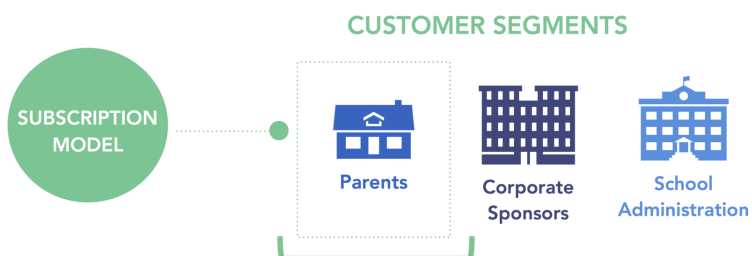 CUSTOMER SEGMENTS
SUBSCRIPTION
MODEL
Parents
Corporate
Sponsors
School
Administration